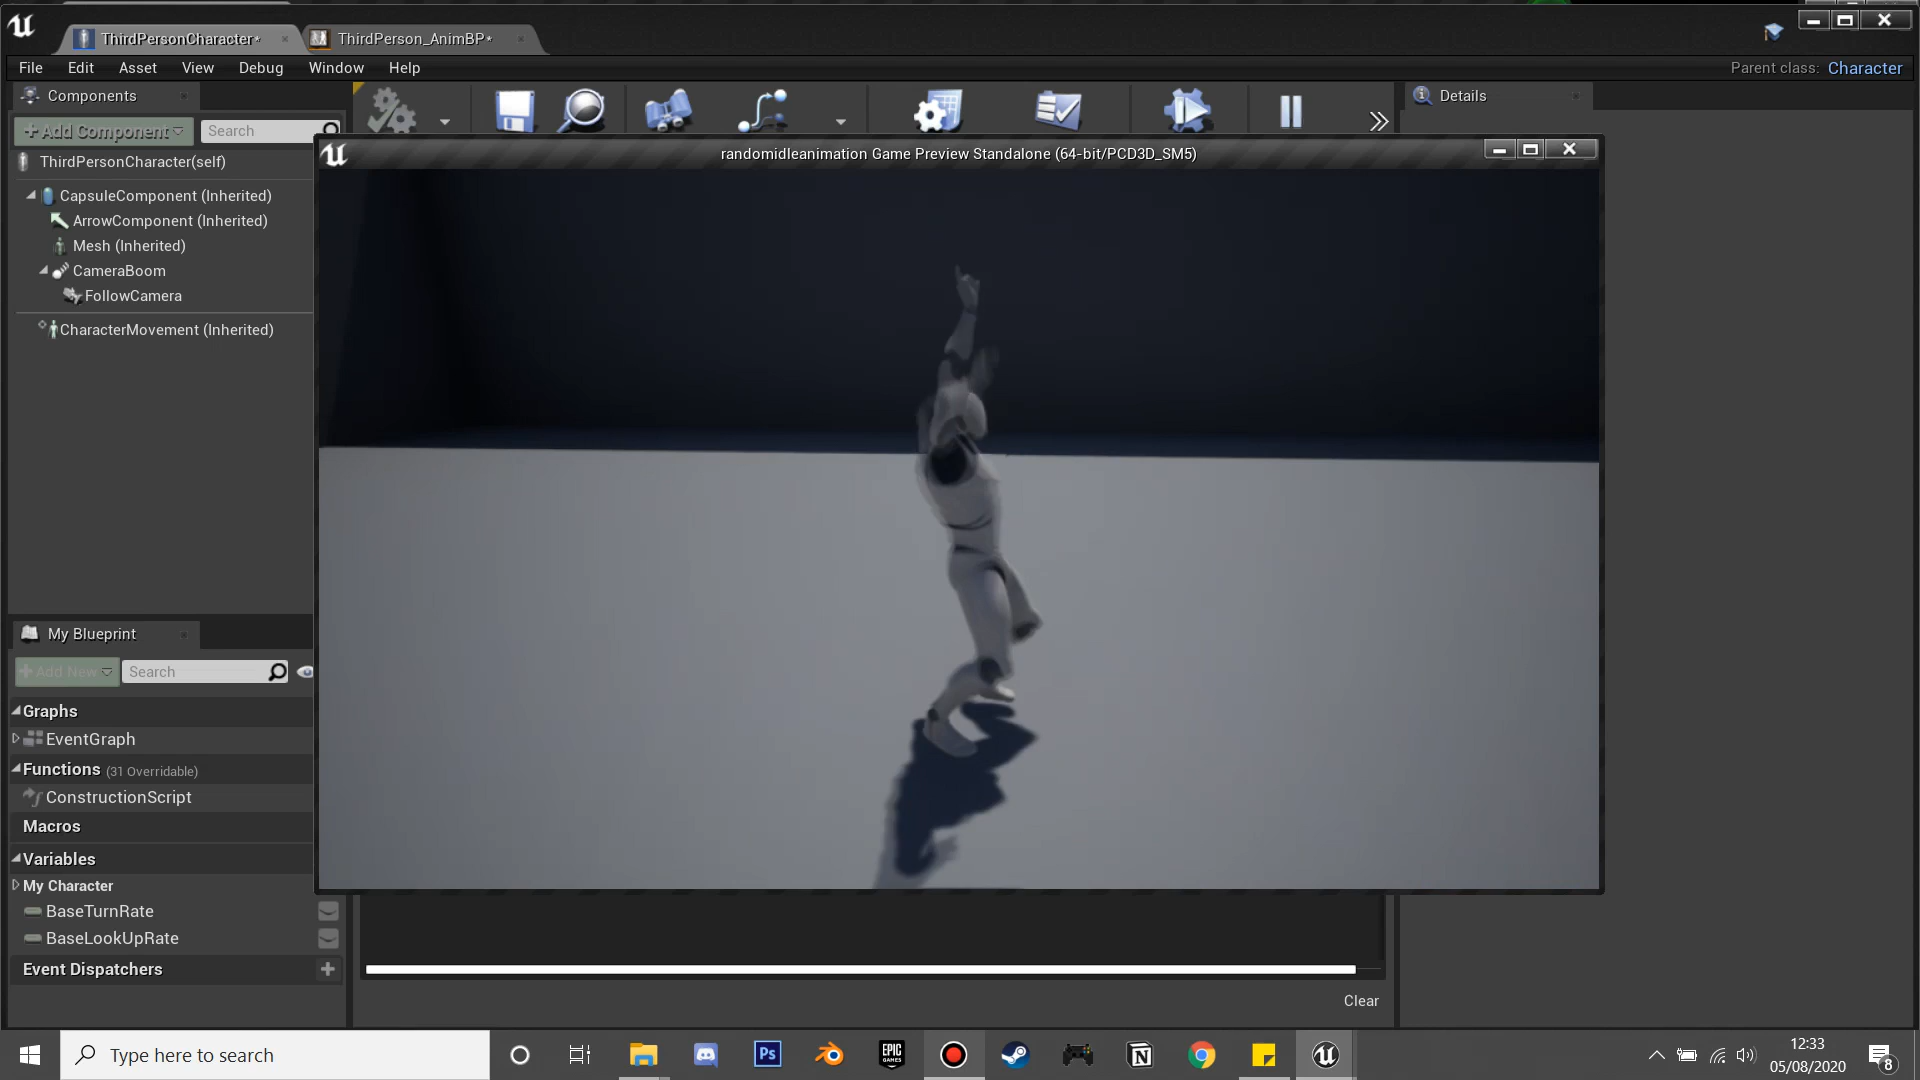 ThirdPersonCharacter*
ThirdPerson_AnimBP*
File Edit Asset View Debug Window Help
Parent class: Character
Components
Details
+Add Component
Search
ThirdPersonCharacter(self)
CapsuleComponent (Inherited)
ArrowComponent (Inherited)
Mesh (Inherited)
CameraBoom
FollowCamera
CharacterMovement (Inherited)
randomidleanimation Game Preview Standalone (64-bit/PCD3D_SM5)
My Blueprint
+Add New
Search
Graphs
EventGraph
Functions (31 Overridable)
ConstructionScript
Macros
Variables
My Character
BaseTurnRate
BaseLookUpRate
Event Dispatchers
Clear
Type here to search
Ps
EPIC
GAMES
12:33
05/08/2020
8